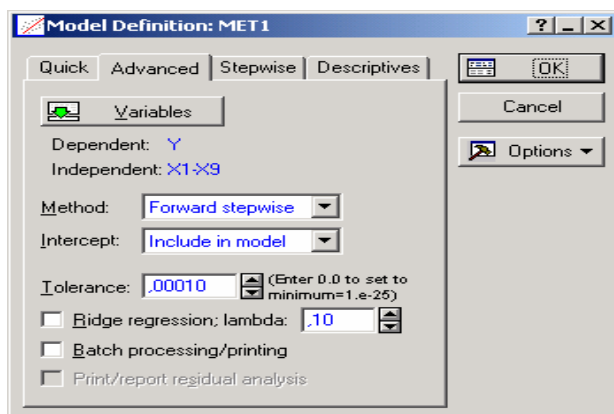 Model Definition: MET1
Quick Advanced Stepwise Descriptives
OK
Variables
Cancel
Dependent: Y
Independent: X1-X9
Options
Method: Forward stepwise
Intercept: Include in model
Tolerance: ,00010 (Enter 0.0 to set to
minimum=1.e-25)
Ridge regression; lambda: ,10
Batch processing/printing
Print/report residual analysis